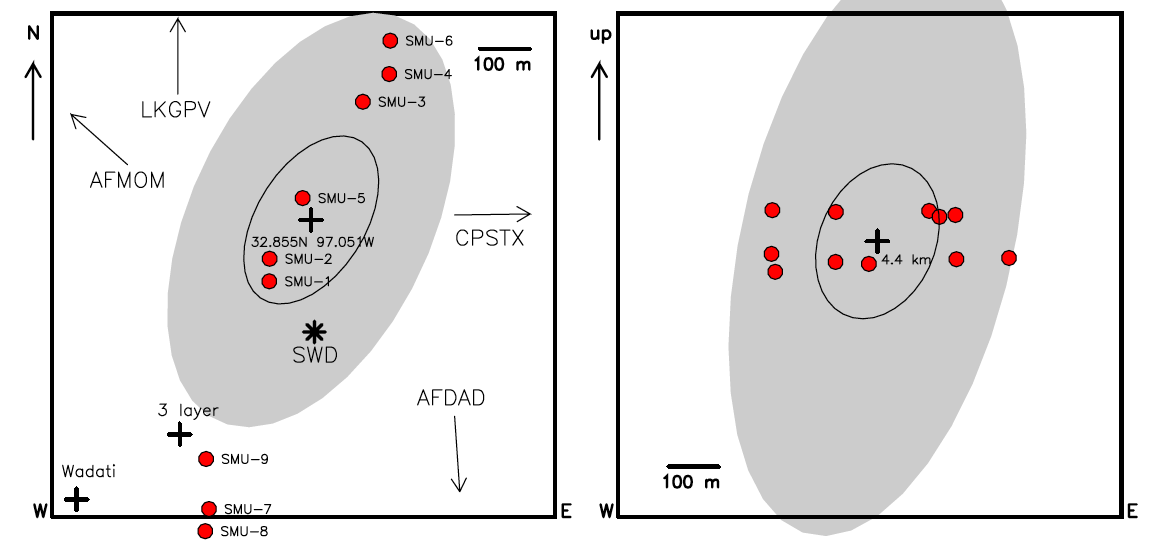 N
SMU-6
100 m
SMU-4
SMU-3
LKGPV
AFMOM
SMU-5
CPSTX
32.855N 97.051W
SMU-2
SMU-1
SWD
AFDAD
3 layer
SMU-9
Wadati
SMU-7
W
E
SMU-8
up
4.4 km
100 m
W
E